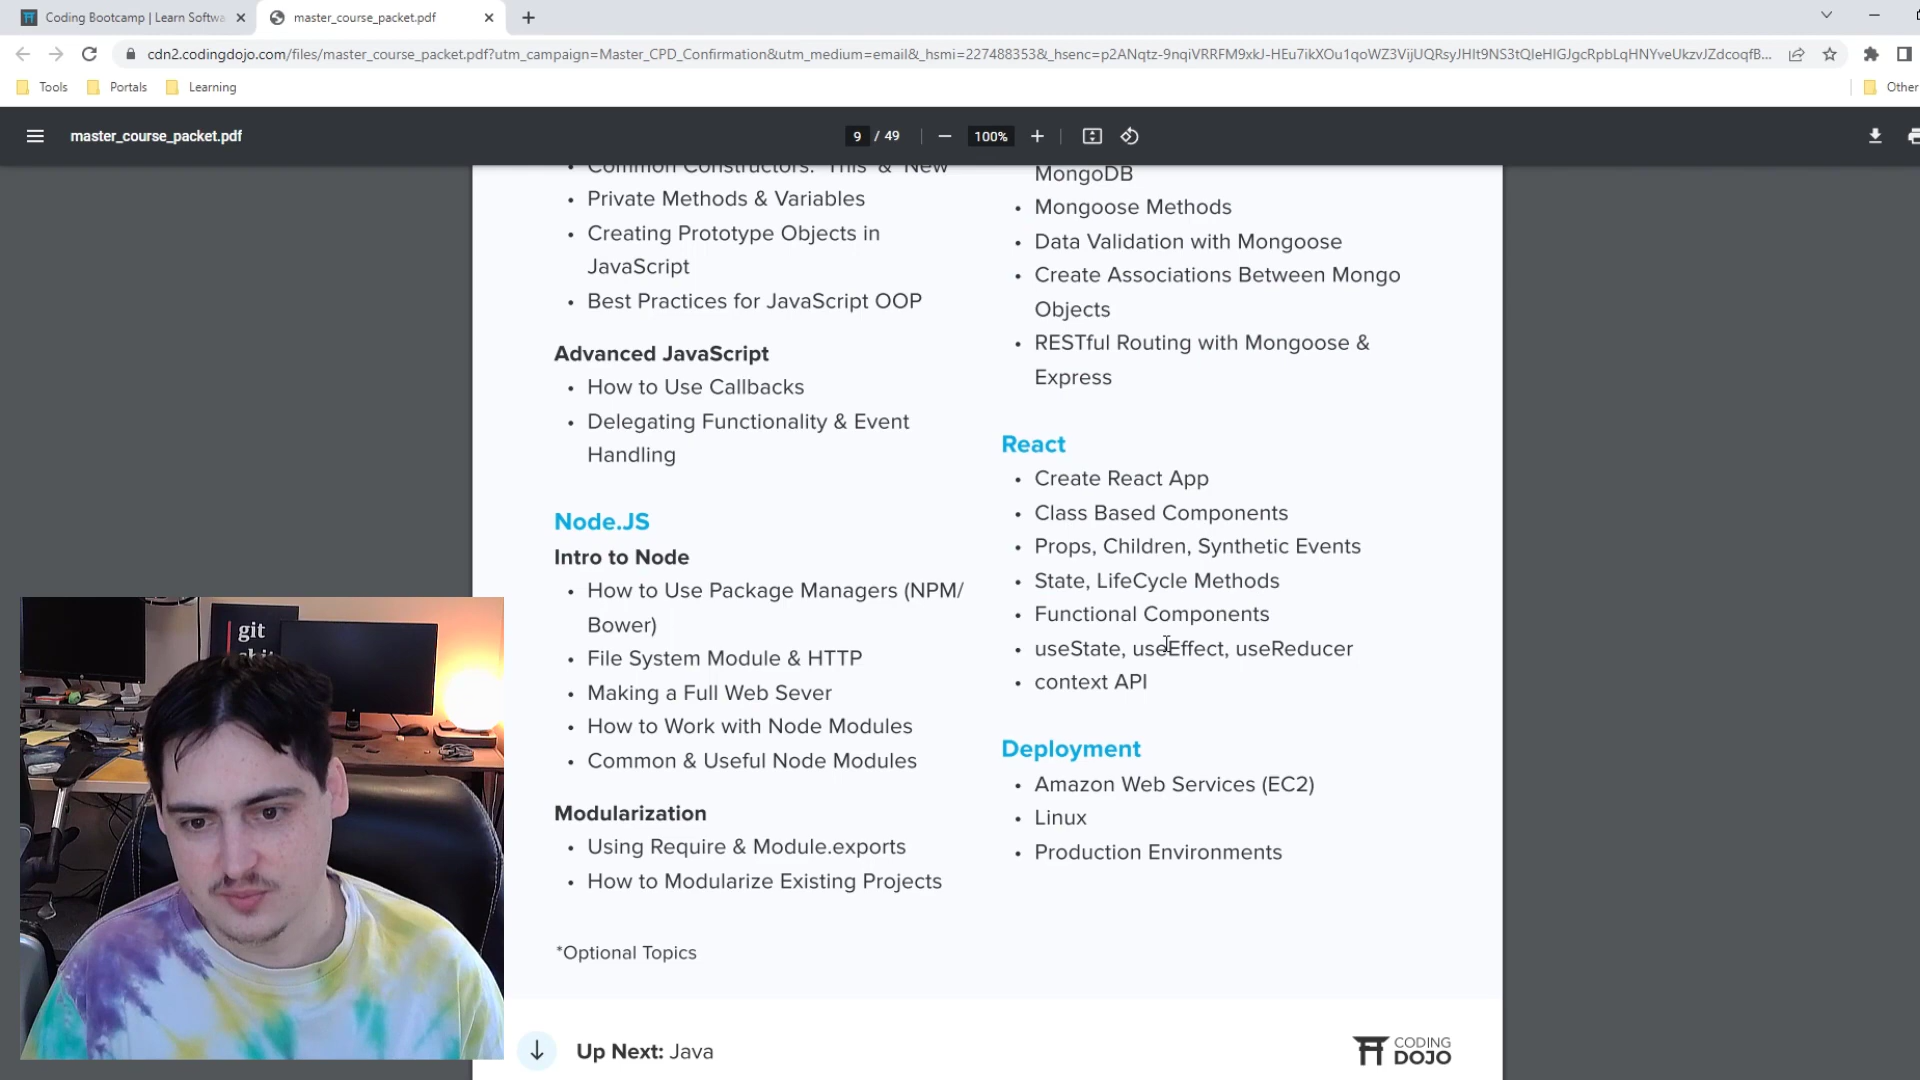 Coding Bootcamp | Learn Softwa
master_course_packet.pdf
cdn2.codingdojo.com/files/master_course_packet.pdf?utm_campaign=Master_CPD_Confirmation&utm_medium=email&_hsmi=227488353&_hsenc=p2ANqtz-9nqiVRRFM9xkJ-HEu7ikXOu1qoWZ3VijUQRsyJHIt9NS3tQIeHIGJgcRpbLqHNYveUkzvJZdcoqfB...
Tools
Portals
Learning
Other
master_course_packet.pdf
9 / 49
100%
• Common Constructors: "This" & "New"
• Private Methods & Variables
• Creating Prototype Objects in
JavaScript
• Best Practices for JavaScript OOP
Advanced JavaScript
• How to Use Callbacks
• Delegating Functionality & Event
Handling
Node.JS
Intro to Node
• How to Use Package Managers (NPM/
Bower)
• File System Module & HTTP
• Making a Full Web Sever
• How to Work with Node Modules
• Common & Useful Node Modules
Modularization
• Using Require & Module.exports
• How to Modularize Existing Projects
*Optional Topics
MongoDB
• Mongoose Methods
• Data Validation with Mongoose
• Create Associations Between Mongo
Objects
• RESTful Routing with Mongoose &
Express
React
• Create React App
• Class Based Components
• Props, Children, Synthetic Events
• State, LifeCycle Methods
• Functional Components
• useState, useEffect, useReducer
• context API
Deployment
• Amazon Web Services (EC2)
• Linux
• Production Environments
git
Up Next: Java
CODING
DOJO